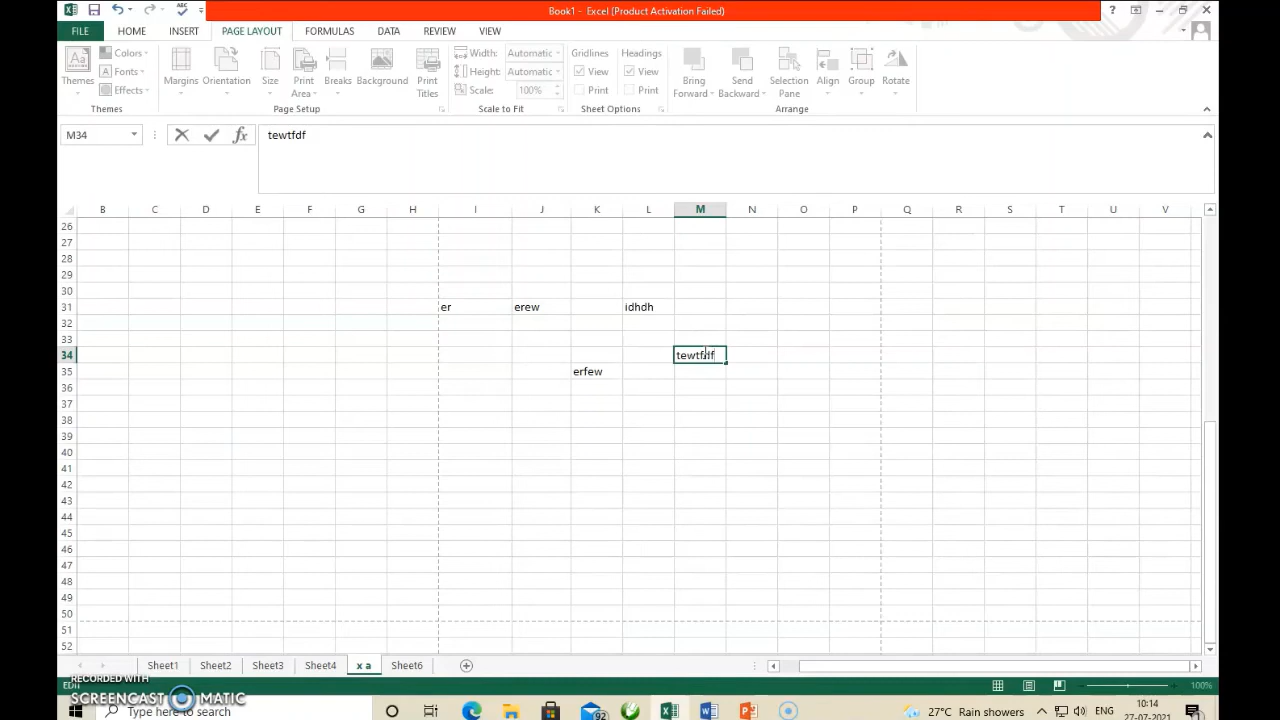 Book1 - Excel (Product Activation Failed)
FILE HOME INSERT PAGE LAYOUT FORMULAS DATA REVIEW VIEW
Themes Colors Fonts Effects Margins Orientation Size Print Area Breaks Background Print Titles Width: Automatic Height: Automatic Scale: 100% Gridlines View Print Headings View Print Bring Forward Send Backward Selection Pane Align Group Rotate
Themes Page Setup Scale to Fit Sheet Options Arrange
M34 fx tewtfdf
B C D E F G H I J K L M N O P Q R S T U V
26
27
28
29
30
31 er erew idhdh
32
33
34 tewtfdf
35 erfew
36
37
38
39
40
41
42
43
44
45
46
47
48
49
50
51
52
Sheet1 Sheet2 Sheet3 Sheet4 x a Sheet6
EDIT 100%
RECORDED WITH
SCREENCAST MATIC
Type here to search 92 27°C Rain showers ENG 10:14 27-07-2021 1